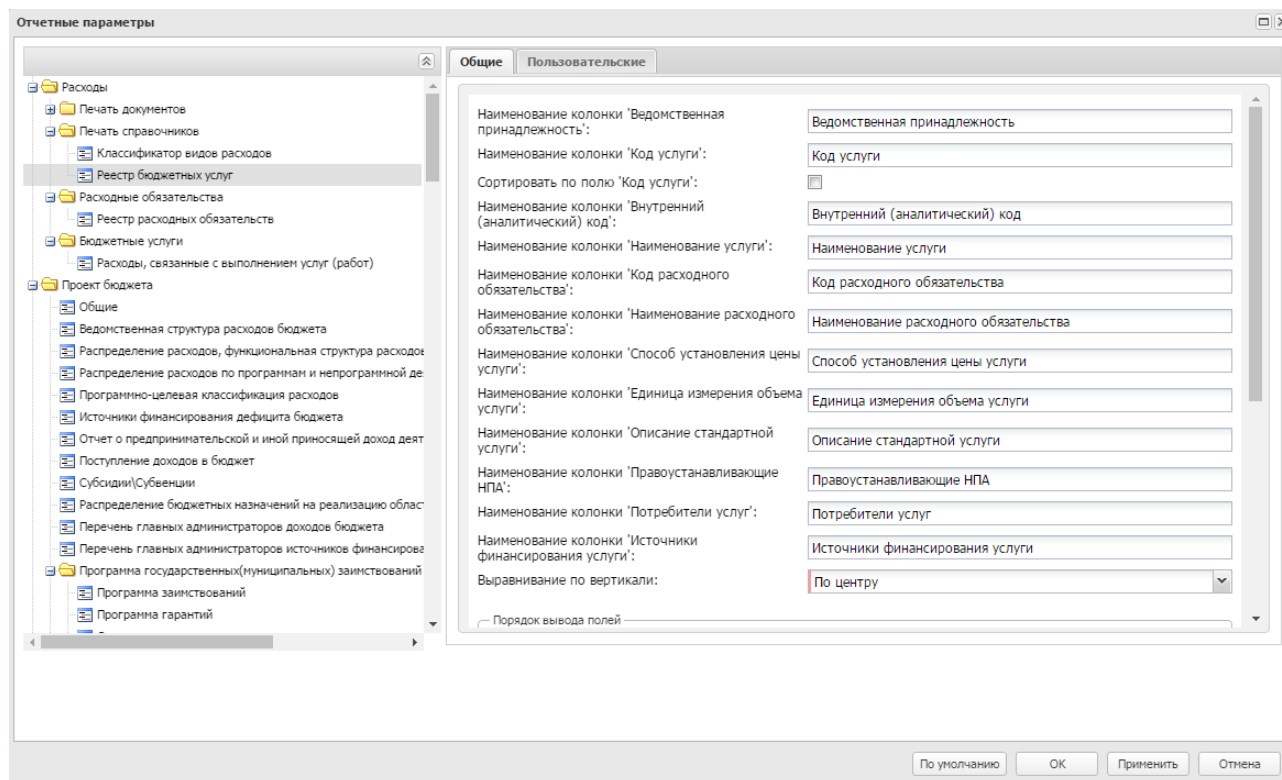 Отчетные параметры
Расходы
Печать документов
Печать справочников
Классификатор видов расходов
Реестр бюджетных услуг
Расходные обязательства
Реестр расходных обязательств
Бюджетные услуги
Расходы, связанные с выполнением услуг (работ)
Проект бюджета
Общие
Ведомственная структура расходов бюджета
Распределение расходов, функциональная структура расходов
Распределение расходов по программам и непрограммной де
Программно-целевая классификация расходов
Источники финансирования дефицита бюджета
Отчет о предпринимательской и иной приносящей доход деят
Поступление доходов в бюджет
Субсидии\Субвенции
Распределение бюджетных назначений на реализацию облас
Перечень главных администраторов доходов бюджета
Перечень главных администраторов источников финансирова
Программа государственных(муниципальных) заимствований
Программа заимствований
Программа гарантий
Общие
Пользовательские
Наименование колонки 'Ведомственная
принадлежность':
Ведомственная принадлежность
Наименование колонки 'Код услуги':
Код услуги
Сортировать по полю 'Код услуги':
Наименование колонки 'Внутренний
(аналитический) код':
Внутренний (аналитический) код
Наименование колонки 'Наименование услуги':
Наименование услуги
Наименование колонки 'Код расходного
обязательства':
Код расходного обязательства
Наименование колонки 'Наименование расходного
обязательства':
Наименование расходного обязательства
Наименование колонки 'Способ установления цены
услуги':
Способ установления цены услуги
Наименование колонки 'Единица измерения объема
услуги':
Единица измерения объема услуги
Наименование колонки 'Описание стандартной
услуги':
Описание стандартной услуги
Наименование колонки 'Правоустанавливающие
НПА':
Правоустанавливающие НПА
Наименование колонки 'Потребители услуг':
Потребители услуг
Наименование колонки 'Источники
финансирования услуги':
Источники финансирования услуги
Выравнивание по вертикали:
По центру
Порядок вывода полей
По умолчанию
ОК
Применить
Отмена